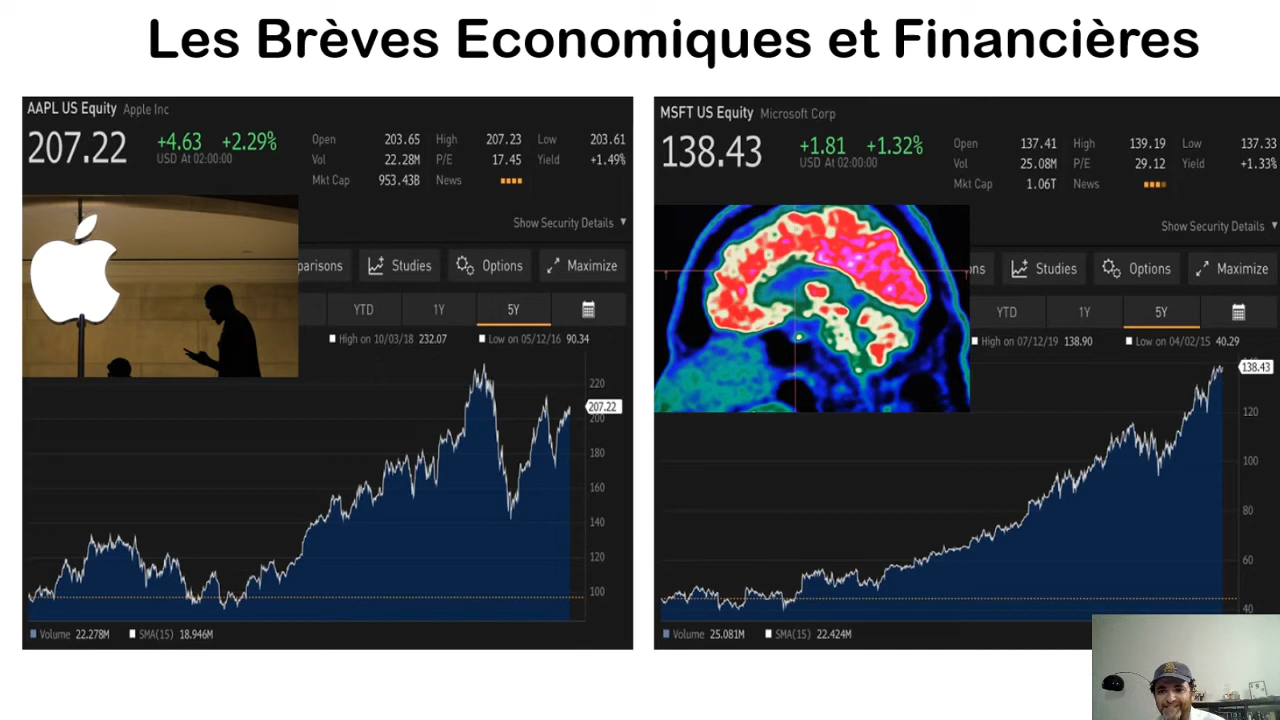 Les Brèves Economiques et Financières
AAPL US Equity Apple Inc
207.22 +4.63 +2.29%
USD At 02:00:00
Open 203.65 High 207.23 Low 203.61
Vol 22.28M P/E 17.45 Yield +1.49%
Mkt Cap 953.43B News
Show Security Details
parisons Studies Options Maximize
YTD 1Y 5Y
High on 10/03/18 232.07 Low on 05/12/16 90.34
220
207.22
200
180
160
140
120
100
Volume 22.278M SMA(15) 18.946M
MSFT US Equity Microsoft Corp
138.43 +1.81 +1.32%
USD At 02:00:00
Open 137.41 High 139.19 Low 137.33
Vol 25.08M P/E 29.12 Yield +1.33%
Mkt Cap 1.06T News
Show Security Details
ons Studies Options Maximize
YTD 1Y 5Y
High on 07/12/19 138.90 Low on 04/02/15 40.29
138.43
120
100
80
60
40
Volume 25.081M SMA(15) 22.424M